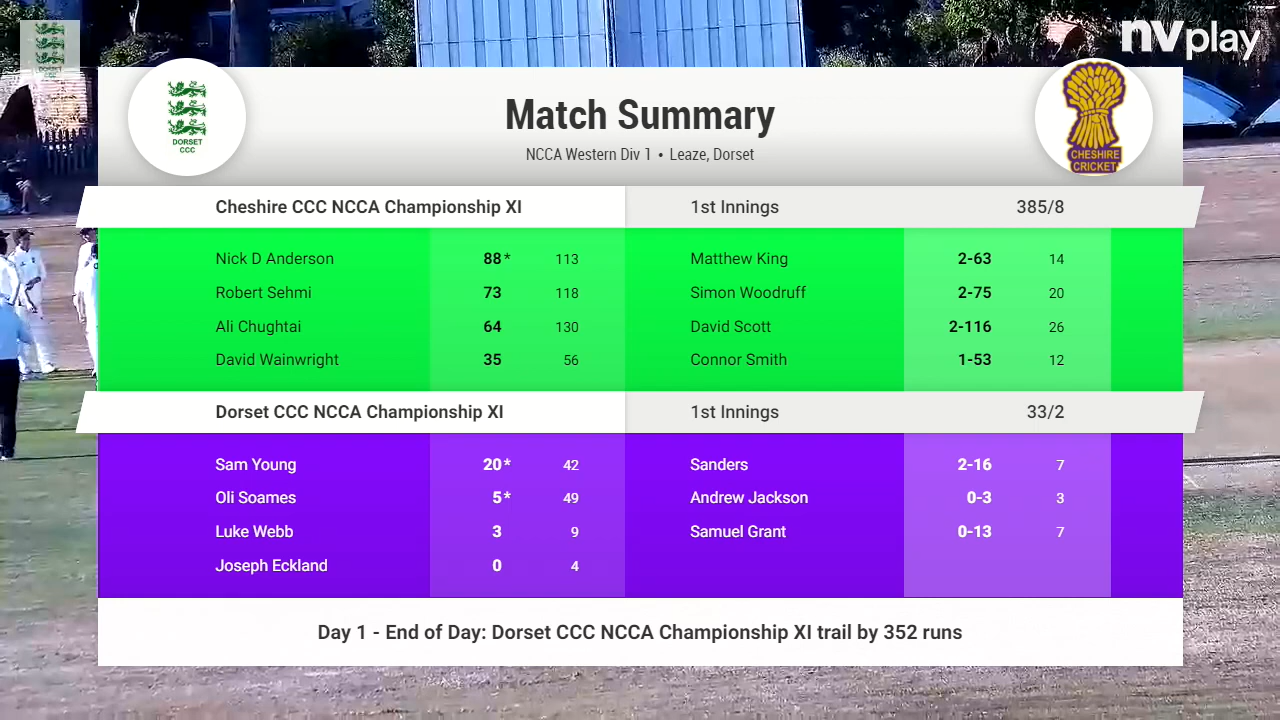 nvplay
DORSET
CCC
Match Summary
NCCA Western Div 1 • Leaze, Dorset
CHESHIRE
CRICKET
Cheshire CCC NCCA Championship XI 1st Innings 385/8
Nick D Anderson 88* 113 Matthew King 2-63 14
Robert Sehmi 73 118 Simon Woodruff 2-75 20
Ali Chughtai 64 130 David Scott 2-116 26
David Wainwright 35 56 Connor Smith 1-53 12
Dorset CCC NCCA Championship XI 1st Innings 33/2
Sam Young 20* 42 Sanders 2-16 7
Oli Soames 5* 49 Andrew Jackson 0-3 3
Luke Webb 3 9 Samuel Grant 0-13 7
Joseph Eckland 0 4
Day 1 - End of Day: Dorset CCC NCCA Championship XI trail by 352 runs